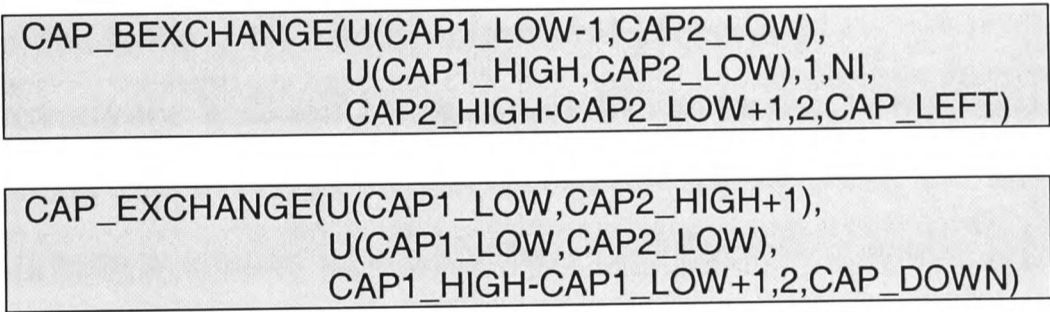 CAP_BEXCHANGE(U(CAP1_LOW-1,CAP2_LOW),
U(CAP1_HIGH,CAP2_LOW),1,NI,
CAP2_HIGH-CAP2_LOW+1,2,CAP_LEFT)
CAP_EXCHANGE(U(CAP1_LOW,CAP2_HIGH+1),
U(CAP1_LOW,CAP2_LOW),
CAP1_HIGH-CAP1_LOW+1,2,CAP_DOWN)